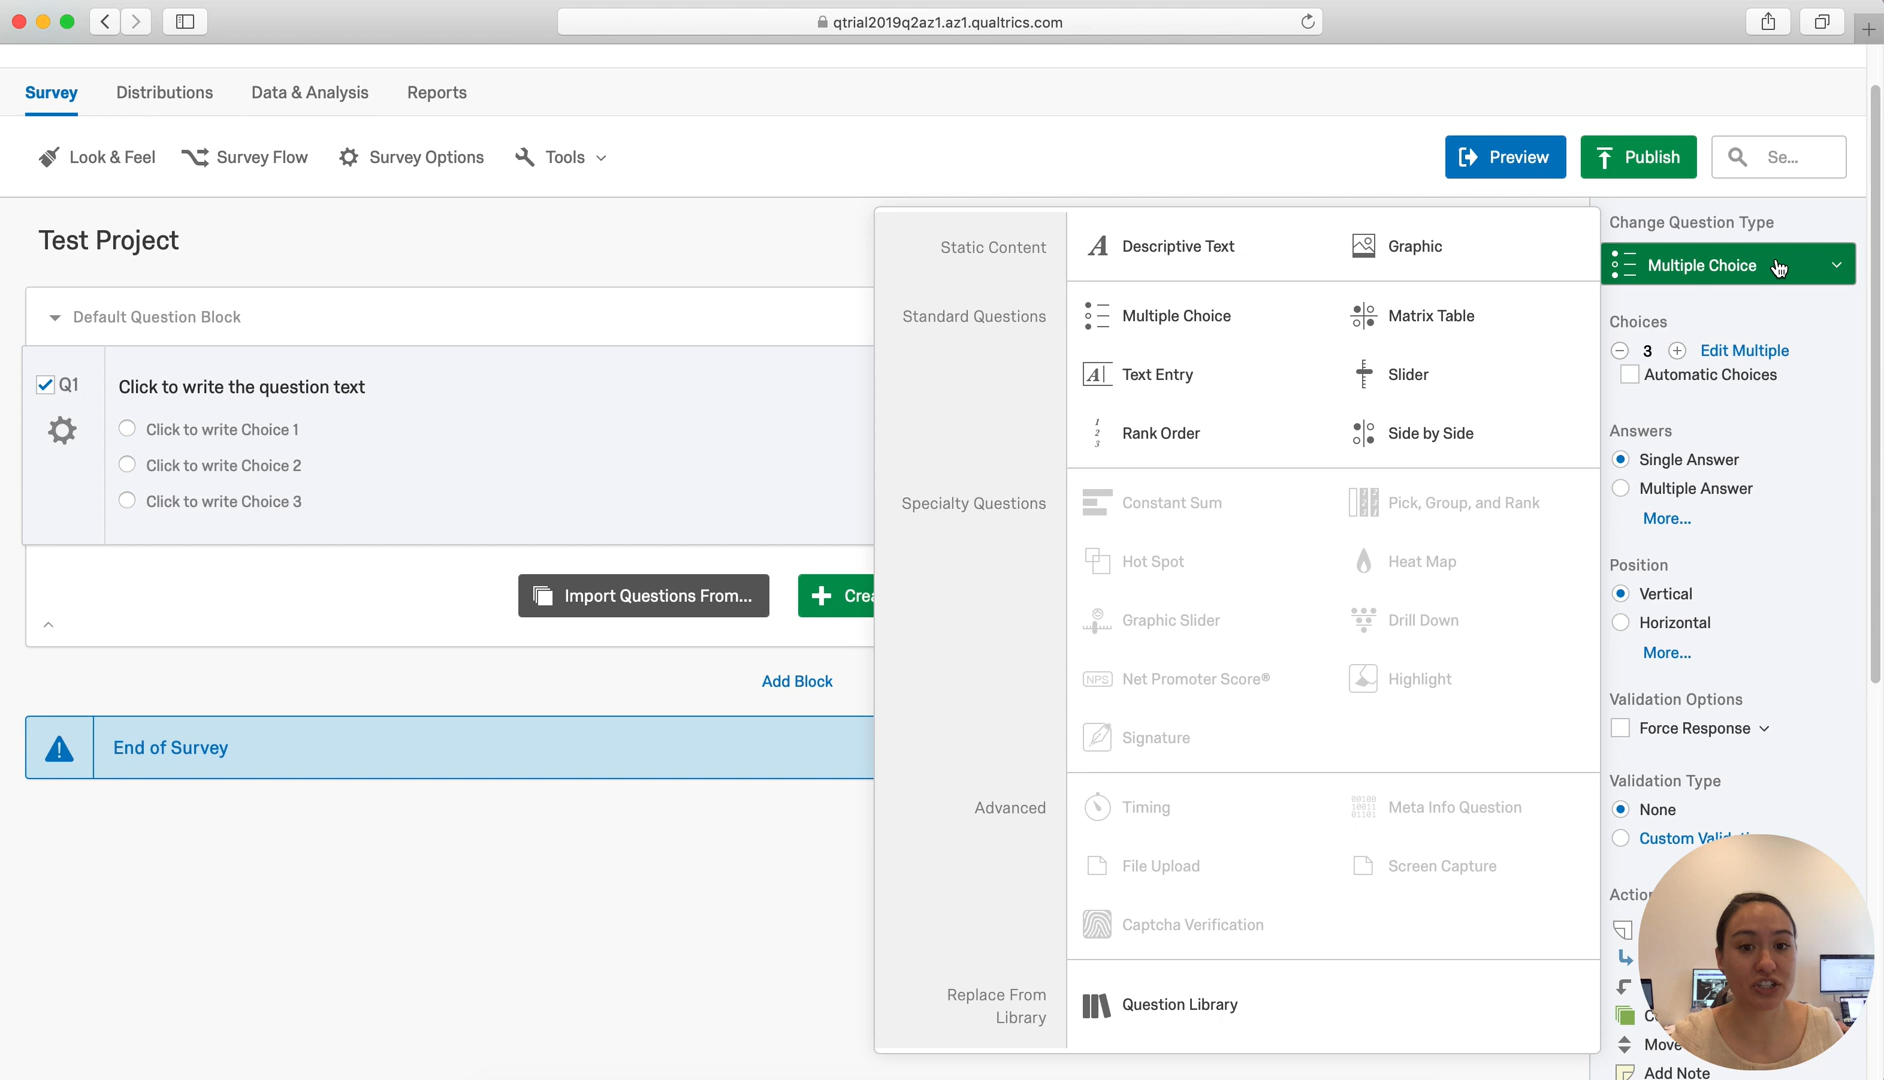 qtrial2019q2az1.az1.qualtrics.com
Survey
Distributions
Data & Analysis
Reports
Look & Feel
Survey Flow
Survey Options
Tools
Preview
Publish
Se...
Test Project
Default Question Block
Q1
Click to write the question text
Click to write Choice 1
Click to write Choice 2
Click to write Choice 3
Import Questions From...
Crea
Add Block
End of Survey
Static Content
Descriptive Text
Graphic
Standard Questions
Multiple Choice
Matrix Table
Text Entry
Slider
Rank Order
Side by Side
Specialty Questions
Constant Sum
Pick, Group, and Rank
Hot Spot
Heat Map
Graphic Slider
Drill Down
NPS
Net Promoter Score®
Highlight
Signature
Advanced
Timing
Meta Info Question
File Upload
Screen Capture
Captcha Verification
Replace From
Library
Question Library
Change Question Type
Multiple Choice
Choices
3
Edit Multiple
Automatic Choices
Answers
Single Answer
Multiple Answer
More...
Position
Vertical
Horizontal
More...
Validation Options
Force Response
Validation Type
None
Custom
Move
Add Note